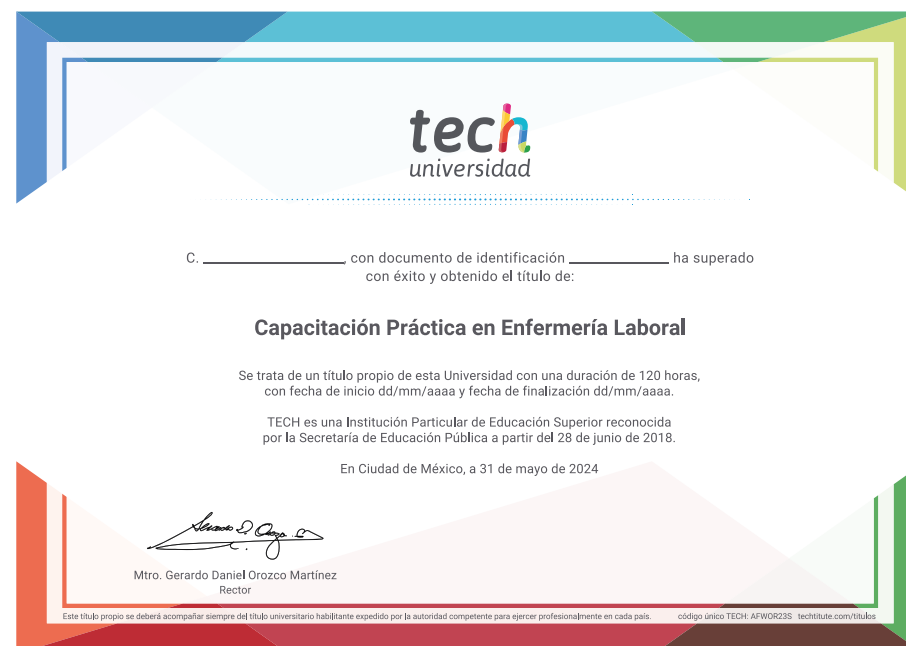 tech
universidad
C. ________________, con documento de identificación ____________ ha superado
con éxito y obtenido el título de:
Capacitación Práctica en Enfermería Laboral
Se trata de un título propio de esta Universidad con una duración de 120 horas,
con fecha de inicio dd/mm/aaaa y fecha de finalización dd/mm/aaaa.
TECH es una Institución Particular de Educación Superior reconocida
por la Secretaría de Educación Pública a partir del 28 de junio de 2018.
En Ciudad de México, a 31 de mayo de 2024
Mtro. Gerardo Daniel Orozco Martínez
Rector
Este título propio se deberá acompañar siempre del título universitario habilitante expedido por la autoridad competente para ejercer profesionalmente en cada país. código único TECH: AFWOR23S techtitute.com/titulos